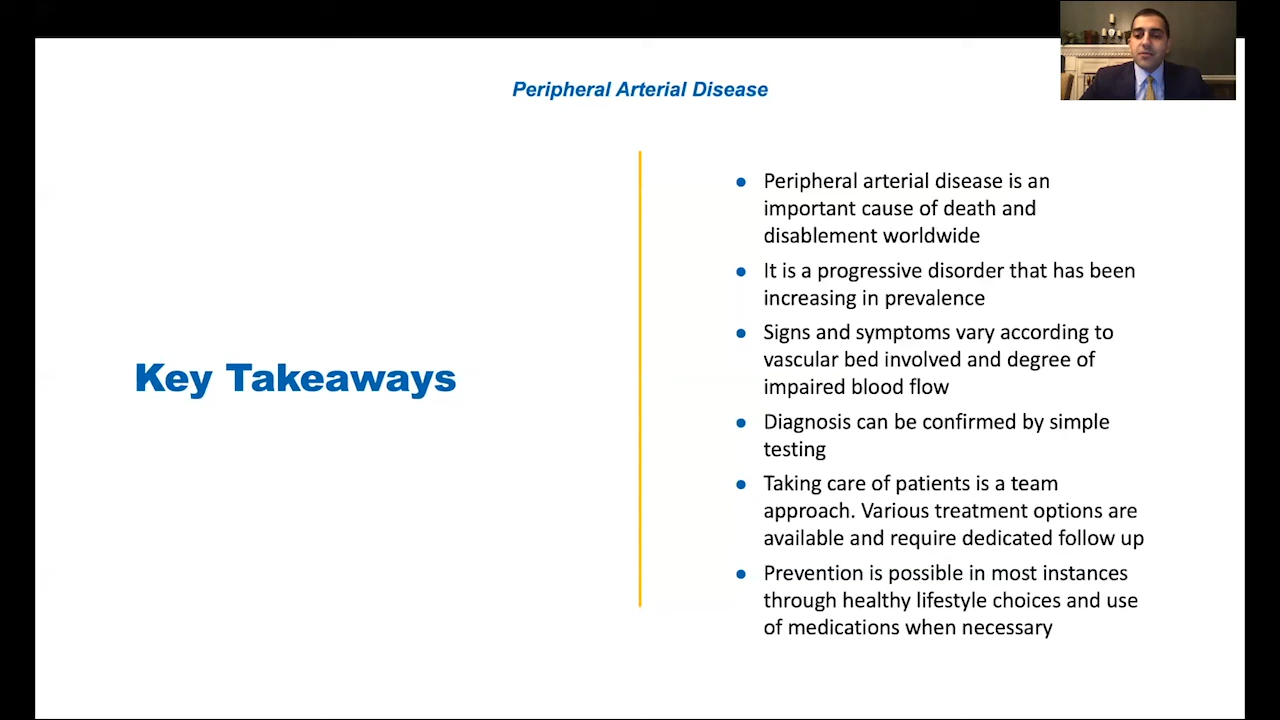 Peripheral Arterial Disease
Key Takeaways
● Peripheral arterial disease is an
important cause of death and
disablement worldwide
● It is a progressive disorder that has been
increasing in prevalence
● Signs and symptoms vary according to
vascular bed involved and degree of
impaired blood flow
● Diagnosis can be confirmed by simple
testing
● Taking care of patients is a team
approach. Various treatment options are
available and require dedicated follow up
● Prevention is possible in most instances
through healthy lifestyle choices and use
of medications when necessary